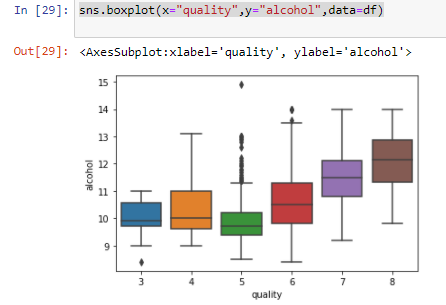 In [29]: sns.boxplot(x="quality",y="alcohol",data=df)
Out[29]: <AxesSubplot:xlabel='quality', ylabel='alcohol'>
15
14
13
12
11
10
9
alcohol
3 4 5 6 7 8
quality